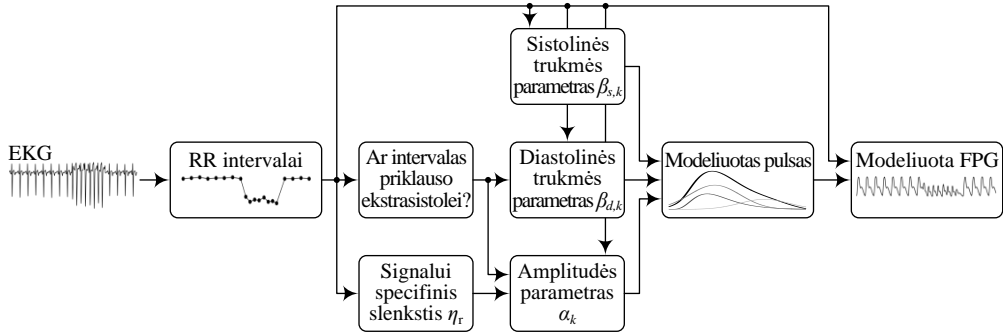 Sistolinės
trukmės
parametras βs,k
EKG
RR intervalai
Ar intervalas
priklauso
ekstrasistolei?
Diastolinės
trukmės
parametras βd,k
Modeliuotas pulsas
Modeliuota FPG
Signalui
specifinis
slenkstis ηr
Amplitudės
parametras
αk